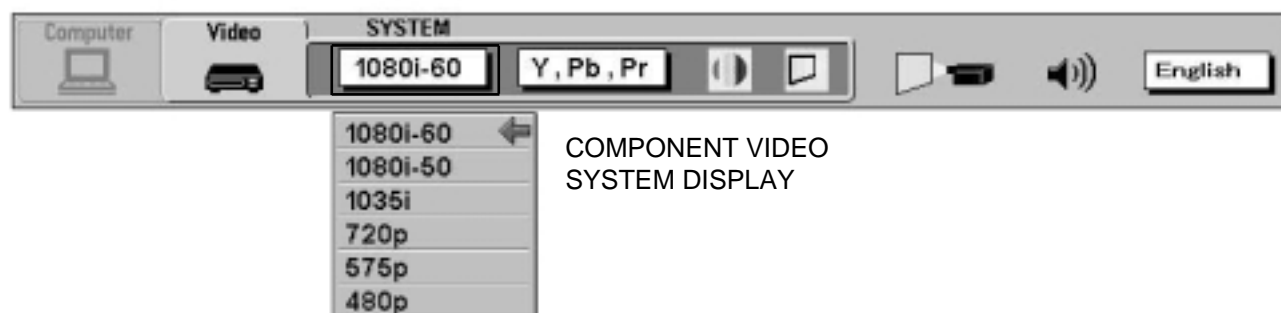 Computer Video SYSTEM
1080i-60 Y , Pb , Pr English
1080i-60
1080i-50
1035i
720p
575p
480p
COMPONENT VIDEO
SYSTEM DISPLAY